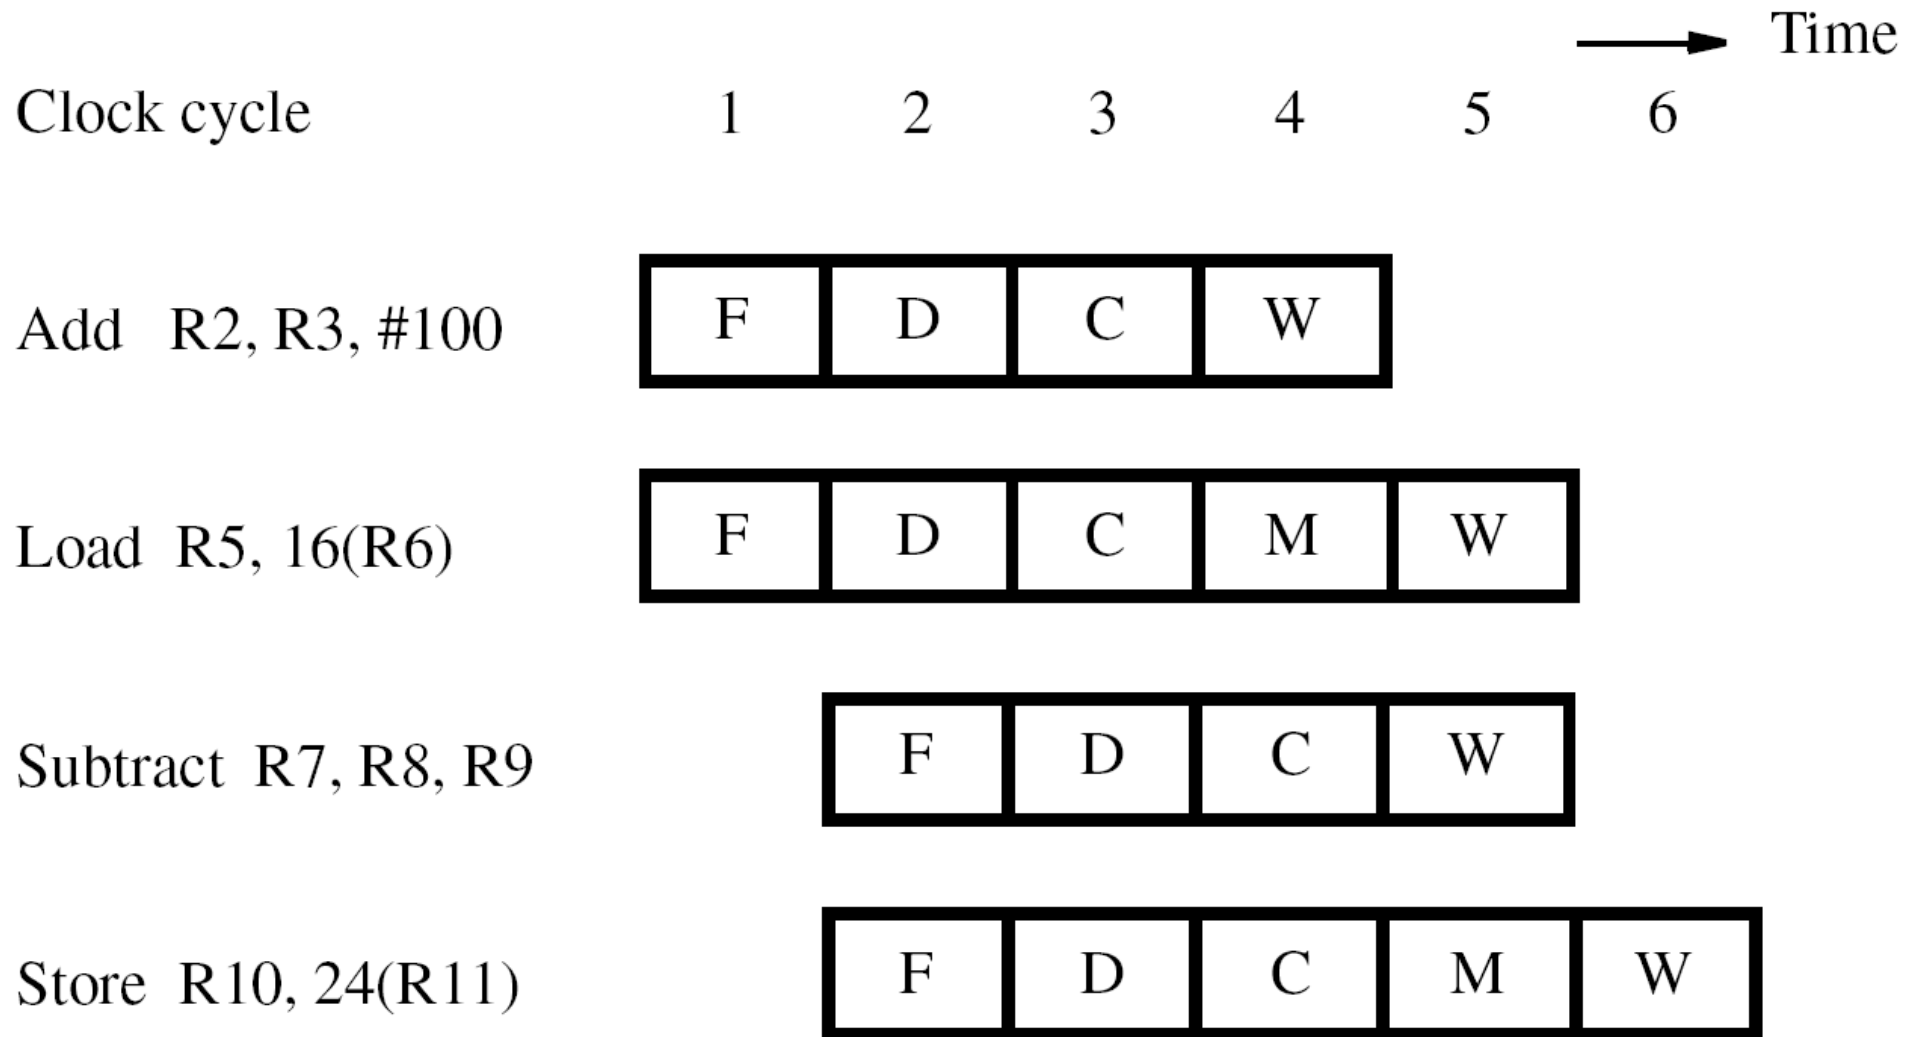 Time
Clock cycle 1 2 3 4 5 6
Add R2, R3, #100 F D C W
Load R5, 16(R6) F D C M W
Subtract R7, R8, R9 F D C W
Store R10, 24(R11) F D C M W